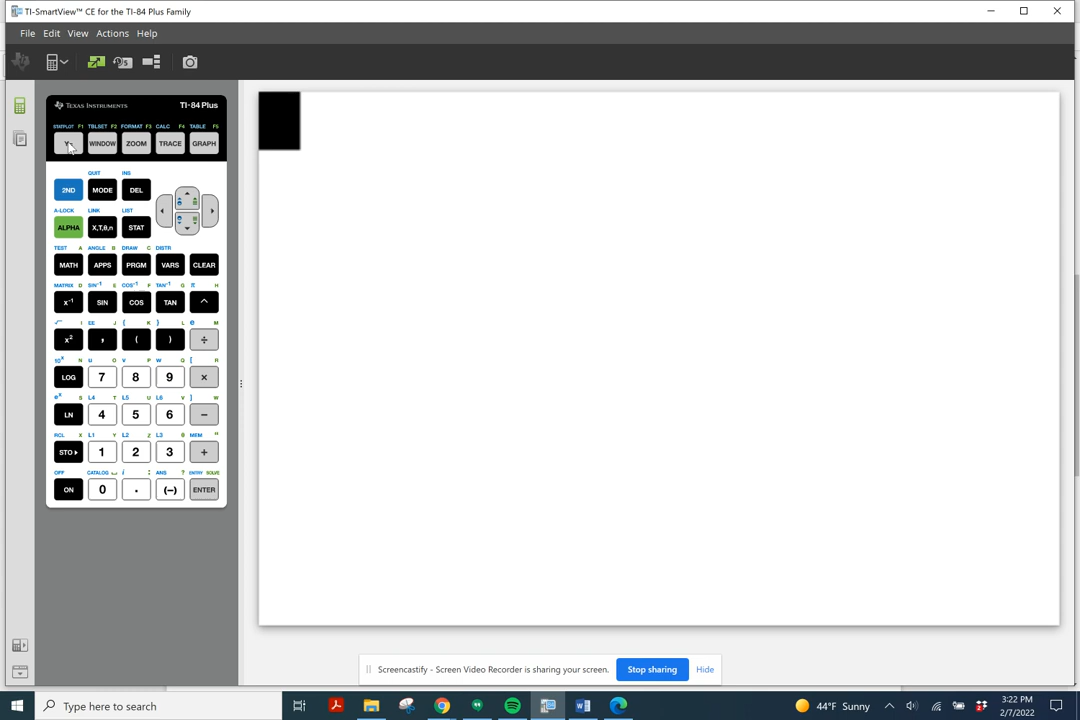 TI-SmartView™ CE for the TI-84 Plus Family
File Edit View Actions Help
TEXAS INSTRUMENTS TI-84 Plus
STATPLOT F1 TBLSET F2 FORMAT F3 CALC F4 TABLE F5
WINDOW ZOOM TRACE GRAPH
QUIT INS
2ND MODE DEL
A-LOCK LINK LIST
ALPHA X,T,θ,n STAT
TEST A ANGLE B DRAW C DISTR
MATH APPS PRGM VARS CLEAR
MATRIX D SIN⁻¹ E COS⁻¹ F TAN⁻¹ G π H
x⁻¹ SIN COS TAN ^
√‾ I EE J { K } L e M
x² , ( ) ÷
10ˣ N u O v P w Q [ R
LOG 7 8 9 ×
eˣ S L4 T L5 U L6 V ] W
LN 4 5 6 −
RCL X L1 Y L2 Z L3 θ MEM "
STO▸ 1 2 3 +
OFF CATALOG i : ANS ? ENTRY SOLVE
ON 0 . (−) ENTER
Screencastify - Screen Video Recorder is sharing your screen. Stop sharing Hide
Type here to search
44°F Sunny
3:22 PM
2/7/2022